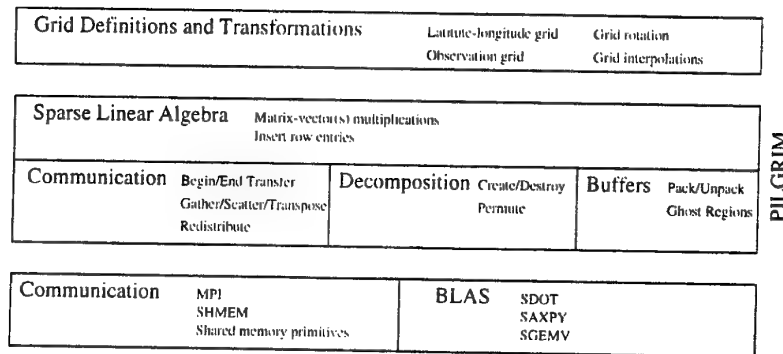 Grid Definitions and Transformations Latitute-longitude grid Grid rotation
Observation grid Grid interpolations
Sparse Linear Algebra Matrix-vector(s) multiplications
Insert row entries
Communication Begin/End Transfer
Gather/Scatter/Transpose
Redistribute
Decomposition Create/Destroy
Permute
Buffers Pack/Unpack
Ghost Regions
PILGRIM
Communication MPI
SHMEM
Shared memory primitives
BLAS SDOT
SAXPY
SGEMV